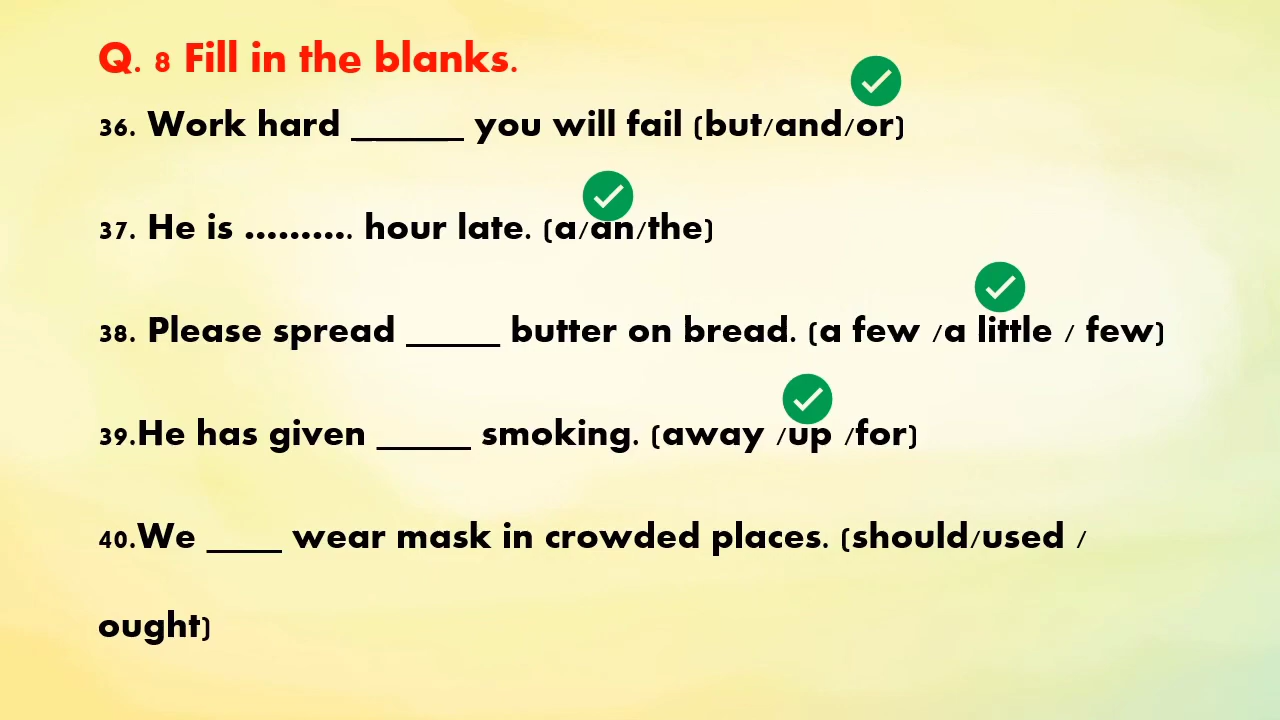 Q. 8 Fill in the blanks.
36. Work hard ______ you will fail (but/and/or)
37. He is .......... hour late. (a/an/the)
38. Please spread _____ butter on bread. (a few /a little / few)
39.He has given _____ smoking. (away /up /for)
40.We ____ wear mask in crowded places. (should/used /
ought)